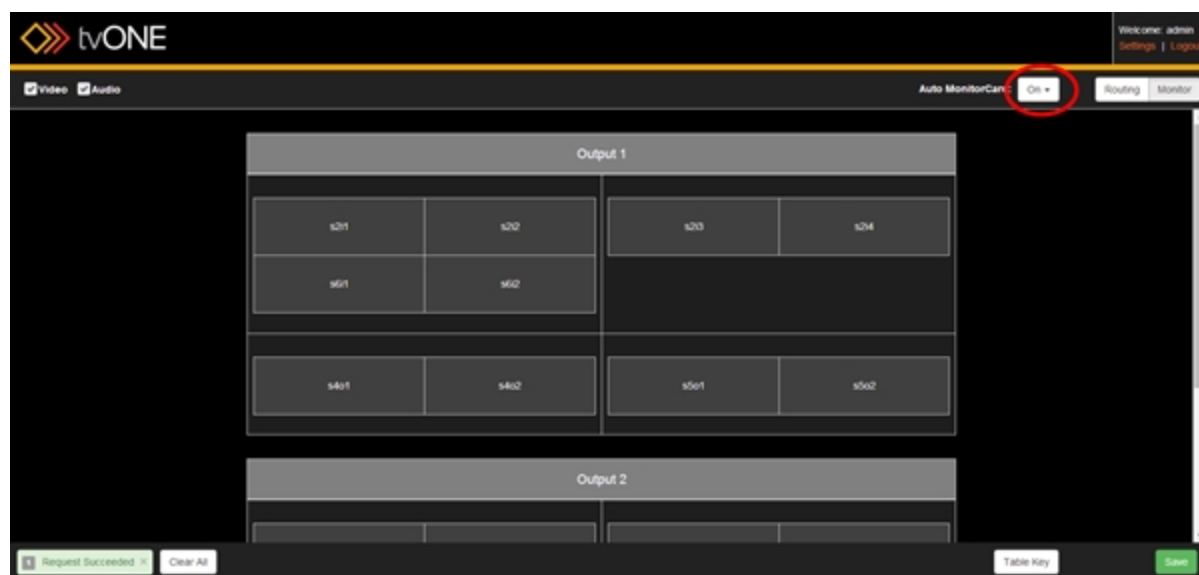 tvONE
Welcome: admin
Settings | Logou
Video Audio
Auto MonitorCard: On
Routing Monitor
Output 1
s2i1 s2i2 s2i3 s2i4
s6i1 s6i2
s4o1 s4o2 s5o1 s5o2
Output 2
Request Succeeded ×
Clear All
Table Key
Save